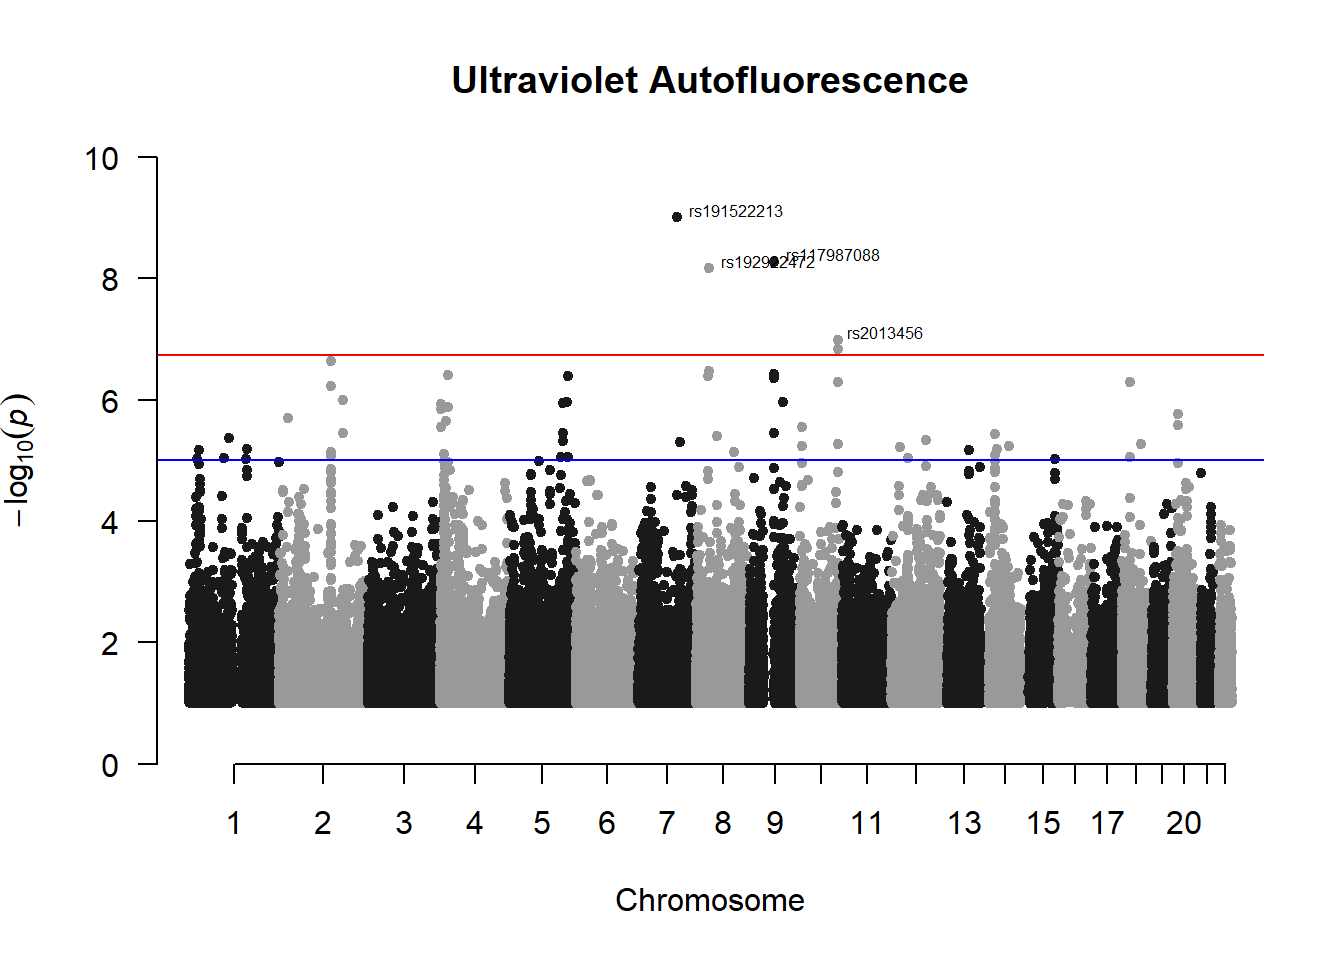 Ultraviolet Autofluorescence
10
8
6
4
2
0
−log10(p)
rs191522213
rs117987088
rs192922472
rs2013456
1 2 3 4 5 6 7 8 9 11 13 15 17 20
Chromosome